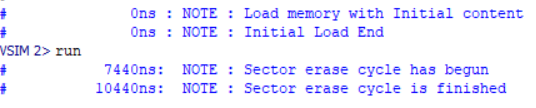 # 0ns : NOTE : Load memory with Initial content
# 0ns : NOTE : Initial Load End
VSIM 2> run
# 7440ns: NOTE : Sector erase cycle has begun
# 10440ns: NOTE : Sector erase cycle is finished